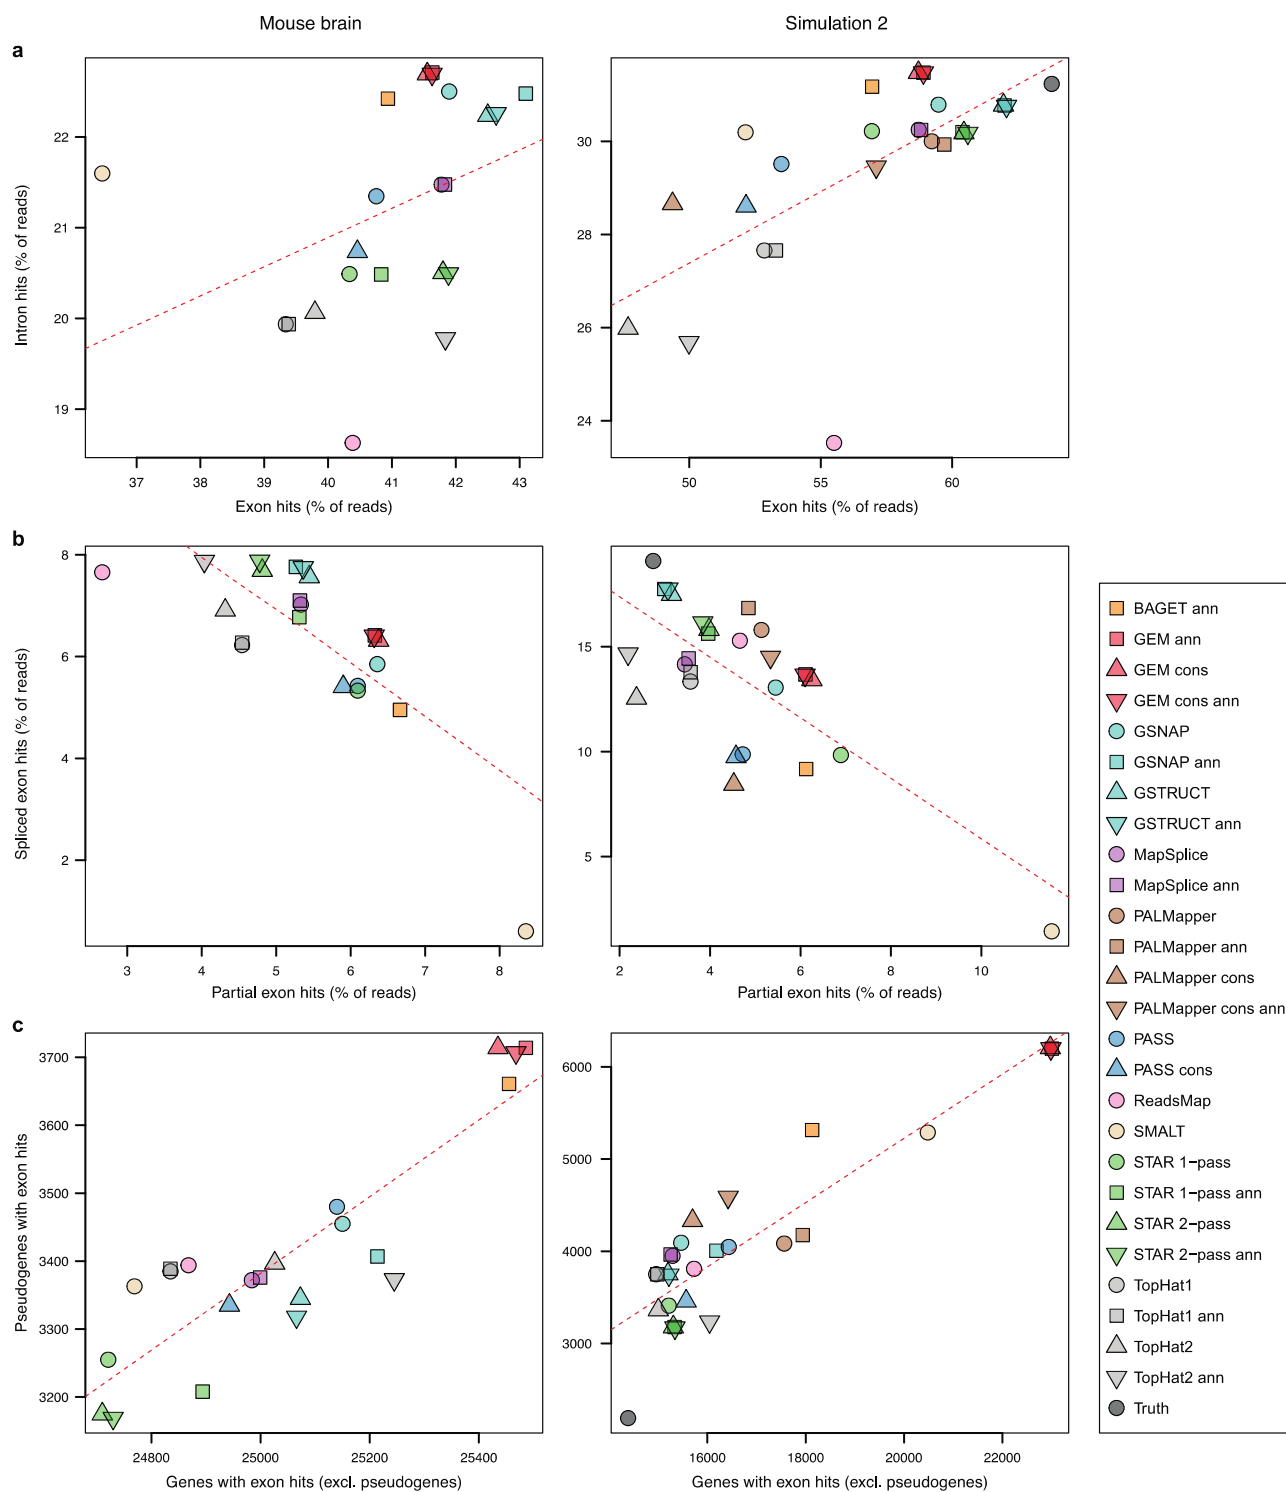 Mouse brain
Simulation 2
a
22
21
20
19
Intron hits (% of reads)
37 38 39 40 41 42 43
Exon hits (% of reads)
30
28
26
24
50 55 60
Exon hits (% of reads)
b
8
6
4
2
Spliced exon hits (% of reads)
3 4 5 6 7 8
Partial exon hits (% of reads)
15
10
5
2 4 6 8 10
Partial exon hits (% of reads)
c
3700
3600
3500
3400
3300
3200
Pseudogenes with exon hits
24800 25000 25200 25400
Genes with exon hits (excl. pseudogenes)
6000
5000
4000
3000
16000 18000 20000 22000
Genes with exon hits (excl. pseudogenes)
BAGET ann
GEM ann
GEM cons
GEM cons ann
GSNAP
GSNAP ann
GSTRUCT
GSTRUCT ann
MapSplice
MapSplice ann
PALMapper
PALMapper ann
PALMapper cons
PALMapper cons ann
PASS
PASS cons
ReadsMap
SMALT
STAR 1−pass
STAR 1−pass ann
STAR 2−pass
STAR 2−pass ann
TopHat1
TopHat1 ann
TopHat2
TopHat2 ann
Truth